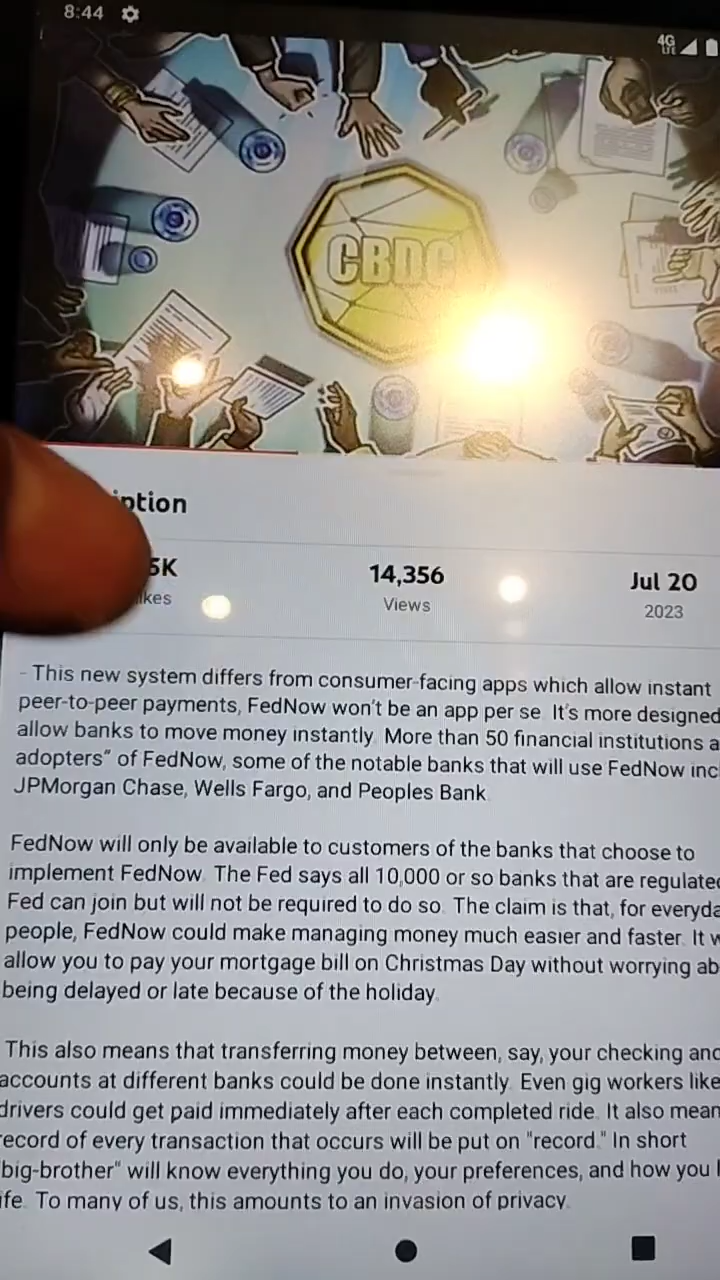 8:44
4G
LTE
CBDC
ption
5K
14,356
Jul 20
kes
Views
2023
- This new system differs from consumer-facing apps which allow instant
peer-to-peer payments, FedNow won't be an app per se. It's more designed
allow banks to move money instantly. More than 50 financial institutions a
adopters" of FedNow, some of the notable banks that will use FedNow inc
JPMorgan Chase, Wells Fargo, and Peoples Bank.
FedNow will only be available to customers of the banks that choose to
implement FedNow. The Fed says all 10,000 or so banks that are regulated
Fed can join but will not be required to do so. The claim is that, for everyda
people, FedNow could make managing money much easier and faster. It w
allow you to pay your mortgage bill on Christmas Day without worrying ab
being delayed or late because of the holiday.
This also means that transferring money between, say, your checking and
accounts at different banks could be done instantly. Even gig workers like
drivers could get paid immediately after each completed ride. It also mean
record of every transaction that occurs will be put on "record." In short
"big-brother" will know everything you do, your preferences, and how you l
ife. To many of us, this amounts to an invasion of privacy.